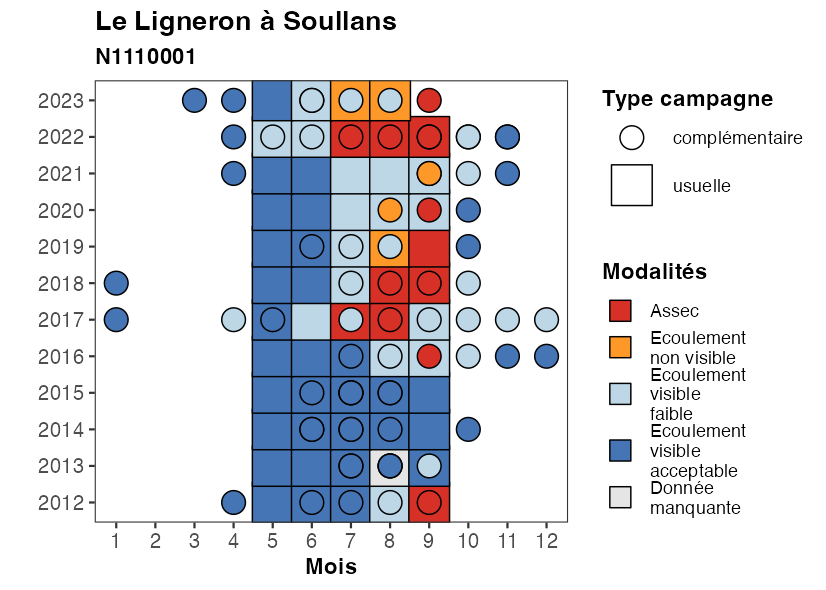 Le Ligneron à Soullans
N1110001
2023
2022
2021
2020
2019
2018
2017
2016
2015
2014
2013
2012
1 2 3 4 5 6 7 8 9 10 11 12
Mois
Type campagne
complémentaire
usuelle
Modalités
Assec
Ecoulement
non visible
Ecoulement
visible
faible
Ecoulement
visible
acceptable
Donnée
manquante